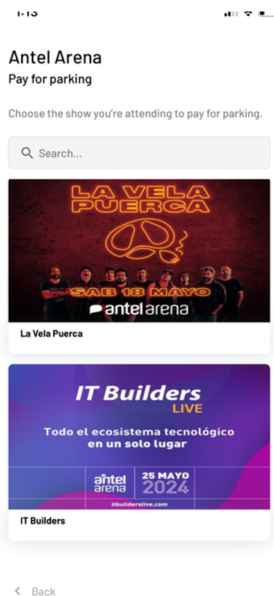 Antel Arena
Pay for parking
Choose the show you're attending to pay for parking.
Search...
LA VELA
PUERCA
SAB 18 MAYO
antel arena
La Vela Puerca
IT Builders
LIVE
Todo el ecosistema tecnológico
en un solo lugar
antel
arena
25 MAYO
2024
itbuilderslive.com
IT Builders
Back